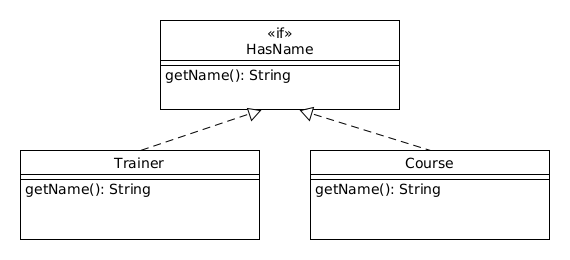 «if»
HasName
getName(): String
Trainer
getName(): String
Course
getName(): String